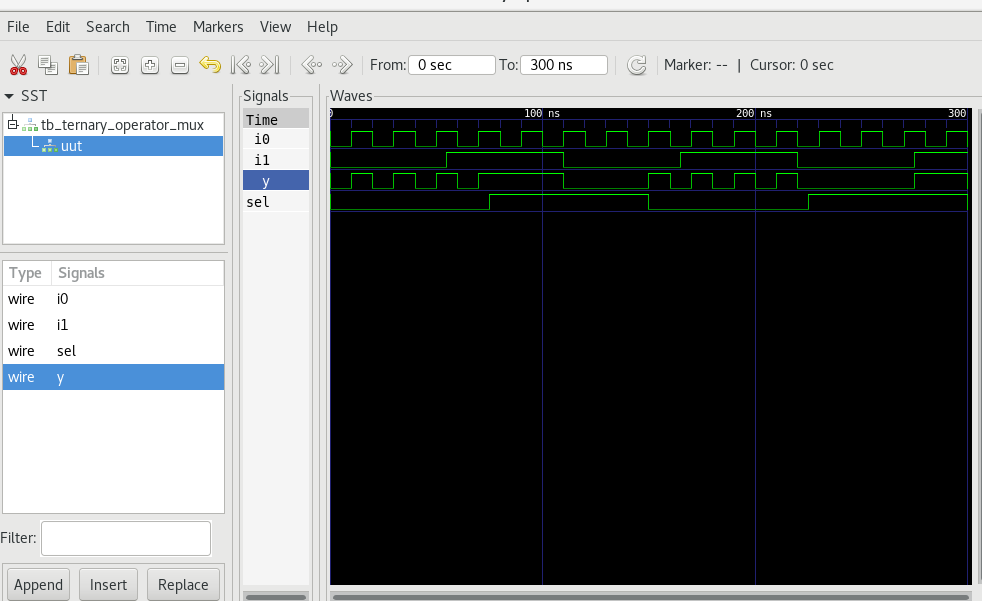 File Edit Search Time Markers View Help
From: 0 sec To: 300 ns Marker: -- | Cursor: 0 sec
SST
tb_ternary_operator_mux
uut
Type Signals
wire i0
wire i1
wire sel
wire y
Filter:
Append Insert Replace
Signals
Time
i0
i1
y
sel
Waves
0 100 ns 200 ns 300